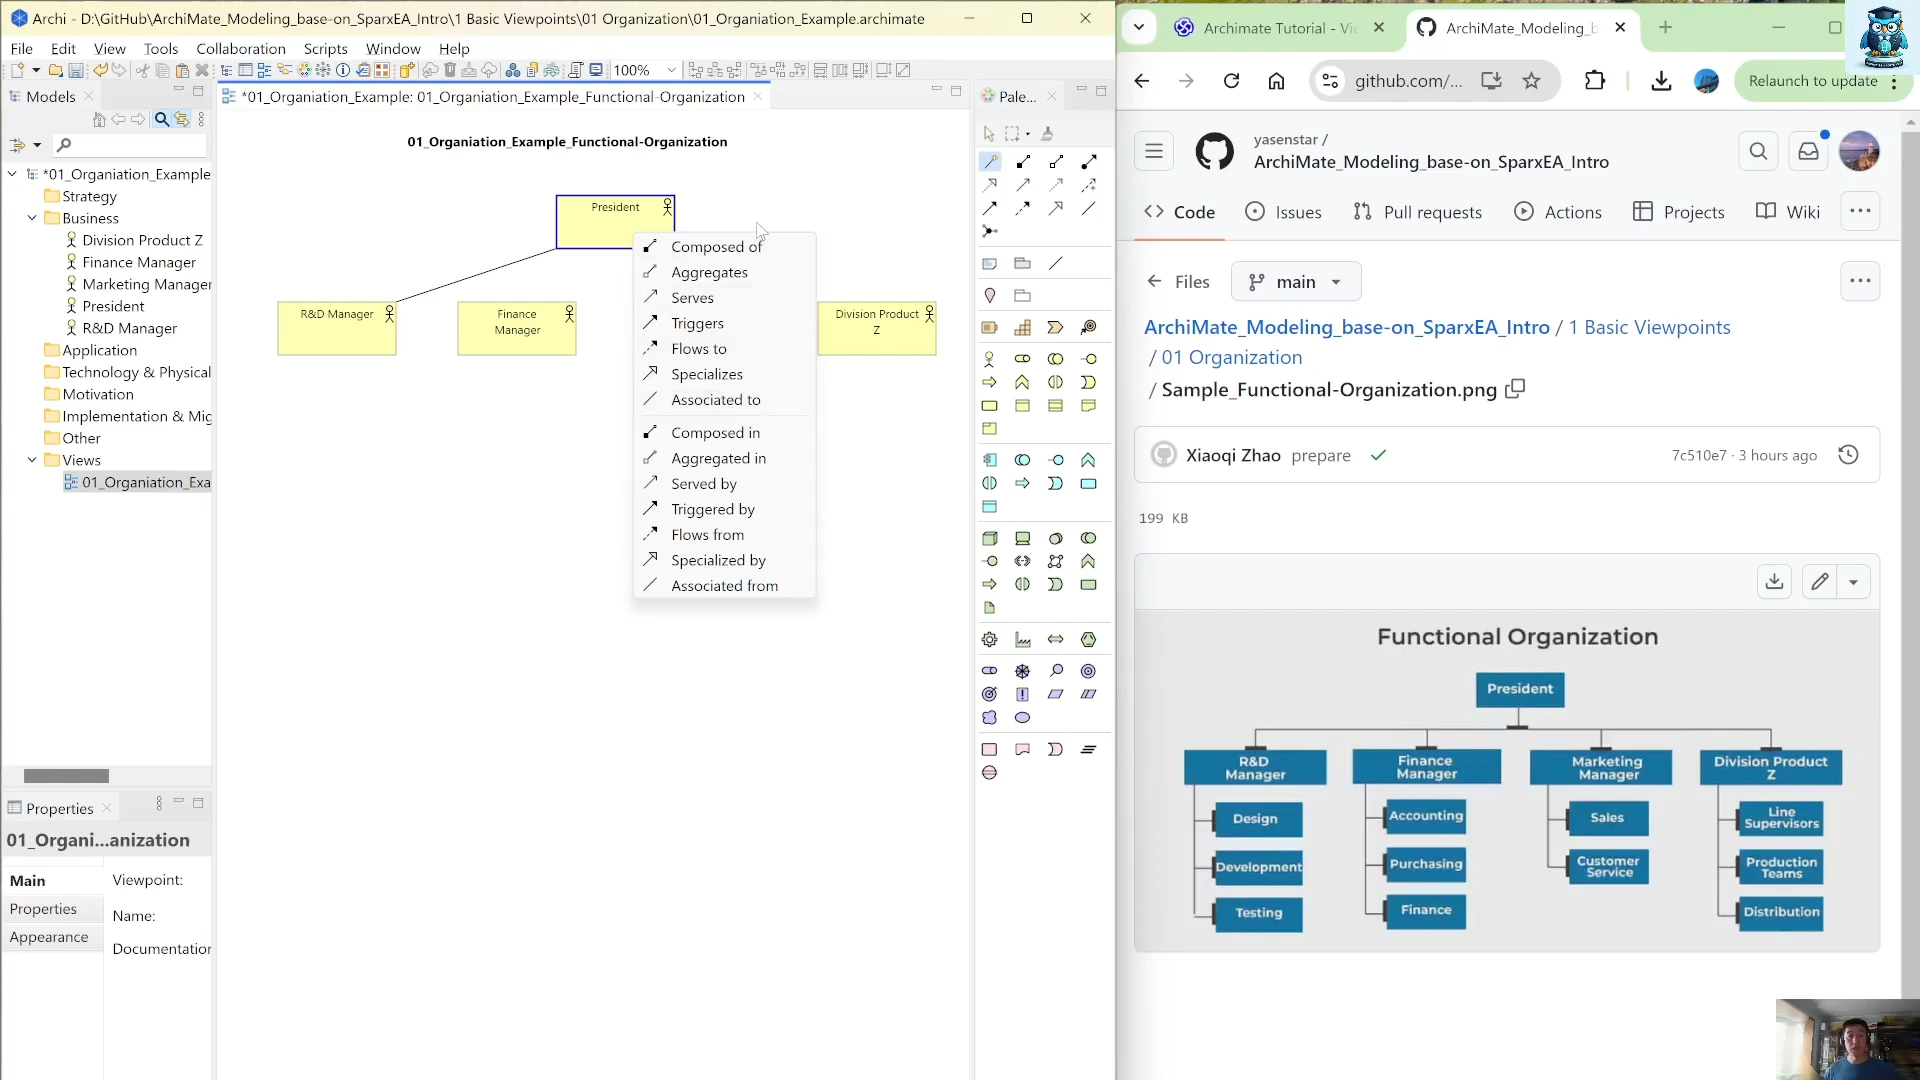 Archi - D:\GitHub\ArchiMate_Modeling_base-on_SparxEA_Intro\1 Basic Viewpoints\01 Organization\01_Organiation_Example.archimate
File Edit View Tools Collaboration Scripts Window Help
100%
Models
*01_Organiation_Example: 01_Organiation_Example_Functional-Organization
Pale...
*01_Organiation_Example
Strategy
Business
Division Product Z
Finance Manager
Marketing Manager
President
R&D Manager
Application
Technology & Physical
Motivation
Implementation & Mig
Other
Views
01_Organiation_Exa
Properties
01_Organi...anization
Main
Properties
Appearance
Viewpoint:
Name:
Documentation
01_Organiation_Example_Functional-Organization
President
R&D Manager
Finance
Manager
Division Product
Z
Composed of
Aggregates
Serves
Triggers
Flows to
Specializes
Associated to
Composed in
Aggregated in
Served by
Triggered by
Flows from
Specialized by
Associated from
Archimate Tutorial - Vi
ArchiMate_Modeling_b
github.com/...
Relaunch to update
yasenstar /
ArchiMate_Modeling_base-on_SparxEA_Intro
Code Issues Pull requests Actions Projects Wiki
Files main
ArchiMate_Modeling_base-on_SparxEA_Intro / 1 Basic Viewpoints
/ 01 Organization
/ Sample_Functional-Organization.png
Xiaoqi Zhao prepare 7c510e7 · 3 hours ago
199 KB
Functional Organization
President
R&D
Manager
Finance
Manager
Marketing
Manager
Division Product
Z
Design
Development
Testing
Accounting
Purchasing
Finance
Sales
Customer
Service
Line
Supervisors
Production
Teams
Distribution